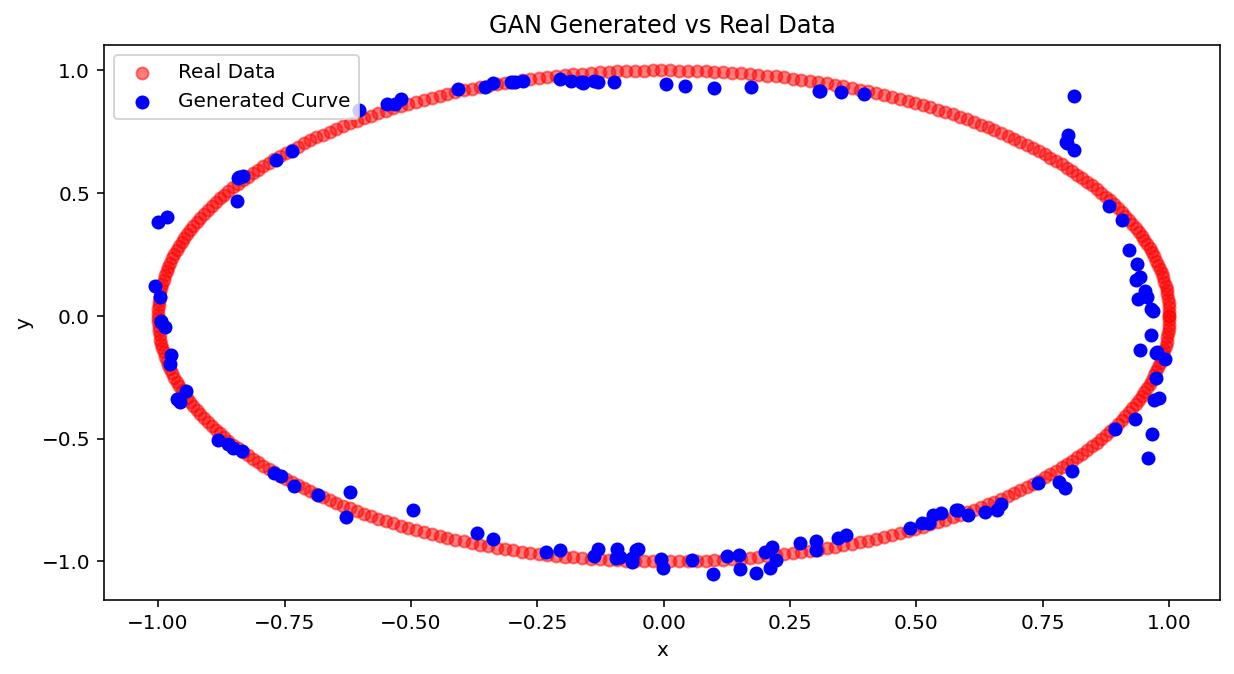 GAN Generated vs Real Data
Real Data
Generated Curve
1.0
0.5
0.0
−0.5
−1.0
y
−1.00 −0.75 −0.50 −0.25 0.00 0.25 0.50 0.75 1.00
x